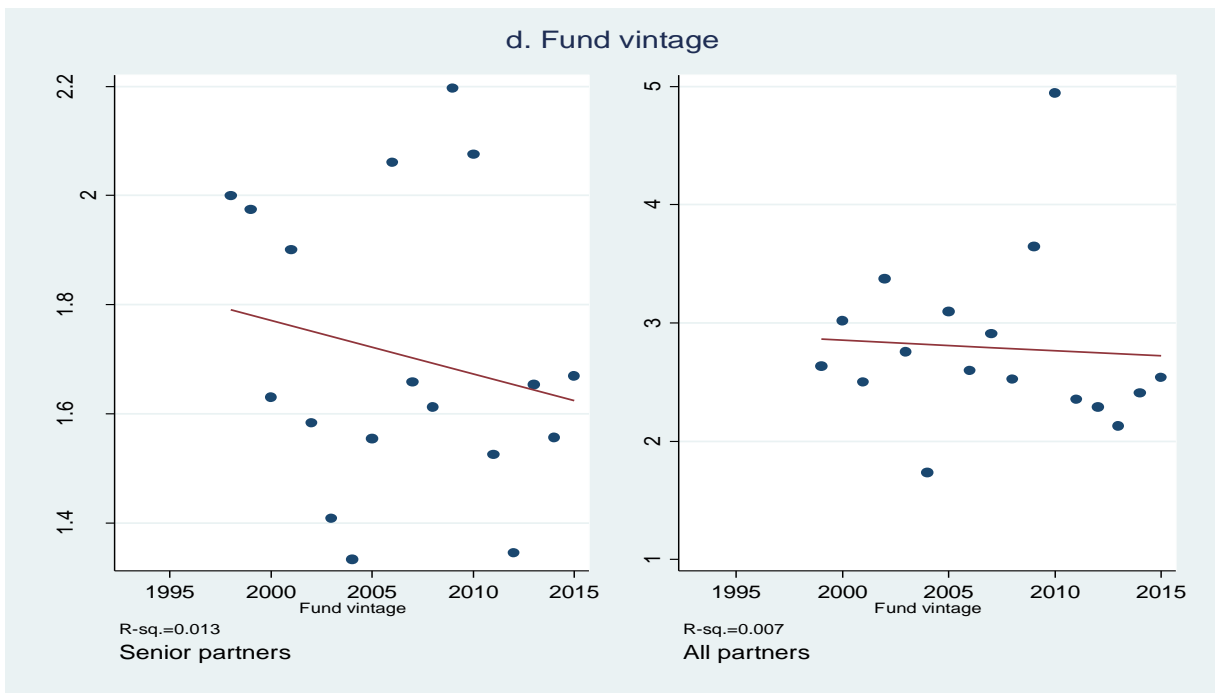 d. Fund vintage
2.2
2
1.8
1.6
1.4
1995 2000 2005 2010 2015
Fund vintage
R-sq.=0.013
Senior partners
5
4
3
2
1
1995 2000 2005 2010 2015
Fund vintage
R-sq.=0.007
All partners